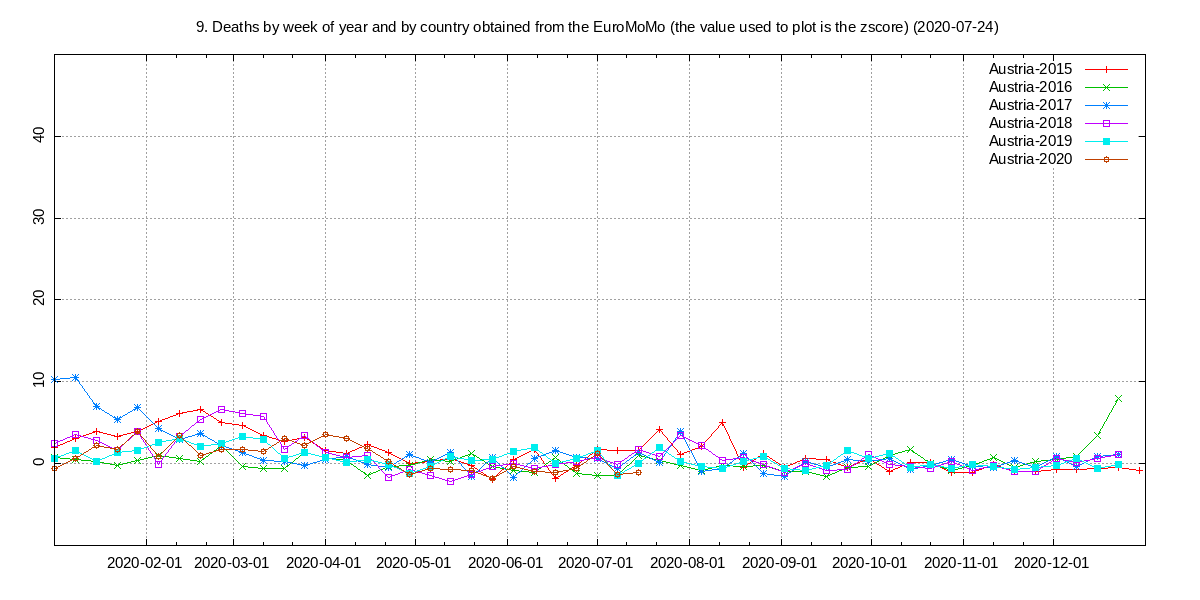 9. Deaths by week of year and by country obtained from the EuroMoMo (the value used to plot is the zscore) (2020-07-24)
Austria-2015
Austria-2016
Austria-2017
Austria-2018
Austria-2019
Austria-2020
40
30
20
10
0
2020-02-01 2020-03-01 2020-04-01 2020-05-01 2020-06-01 2020-07-01 2020-08-01 2020-09-01 2020-10-01 2020-11-01 2020-12-01